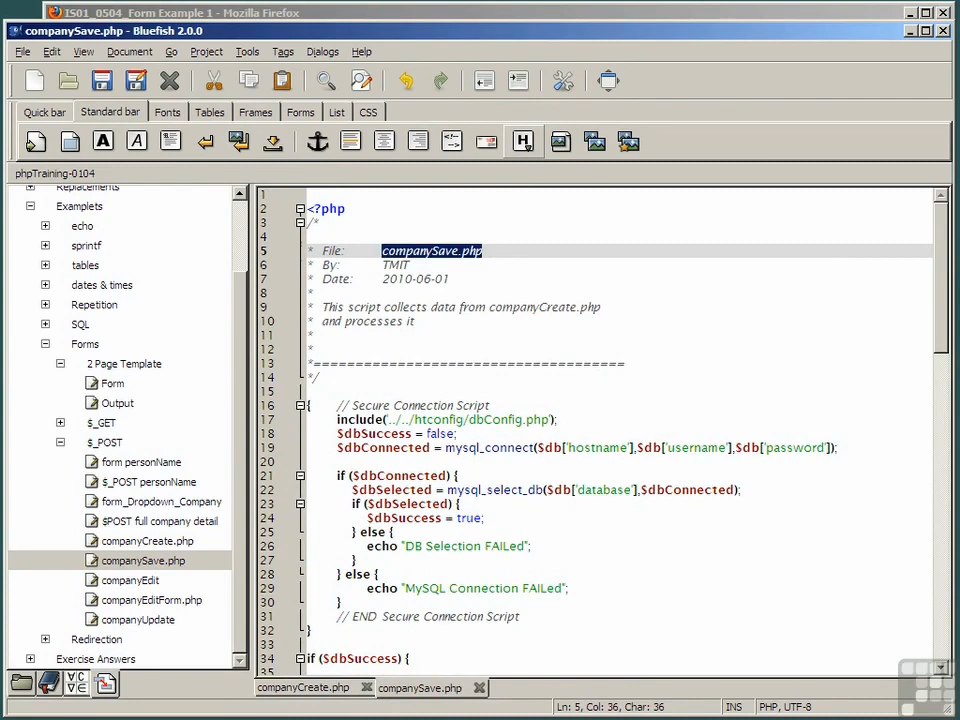 IS01_0504_Form Example 1 - Mozilla Firefox
companySave.php - Bluefish 2.0.0
File Edit View Document Go Project Tools Tags Dialogs Help
Quick bar Standard bar Fonts Tables Frames Forms List CSS
phpTraining-0104
Replacements
Examplets
echo
sprintf
tables
dates & times
Repetition
SQL
Forms
2 Page Template
Form
Output
$_GET
$_POST
form personName
$_POST personName
form_Dropdown_Company
$POST full company detail
companyCreate.php
companySave.php
companyEdit
companyEditForm.php
companyUpdate
Redirection
Exercise Answers
1
2 <?php
3 /*
4
5 * File: companySave.php
6 * By: TMIT
7 * Date: 2010-06-01
8 *
9 * This script collects data from companyCreate.php
10 * and processes it
11 *
12 *
13 *=====================================
14 */
15
16 { // Secure Connection Script
17 include('../../htconfig/dbConfig.php');
18 $dbSuccess = false;
19 $dbConnected = mysql_connect($db['hostname'],$db['username'],$db['password']);
20
21 if ($dbConnected) {
22 $dbSelected = mysql_select_db($db['database'],$dbConnected);
23 if ($dbSelected) {
24 $dbSuccess = true;
25 } else {
26 echo "DB Selection FAILed";
27 }
28 } else {
29 echo "MySQL Connection FAILed";
30 }
31 // END Secure Connection Script
32 }
33
34 if ($dbSuccess) {
35
companyCreate.php companySave.php
Ln: 5, Col: 36, Char: 36 INS PHP, UTF-8